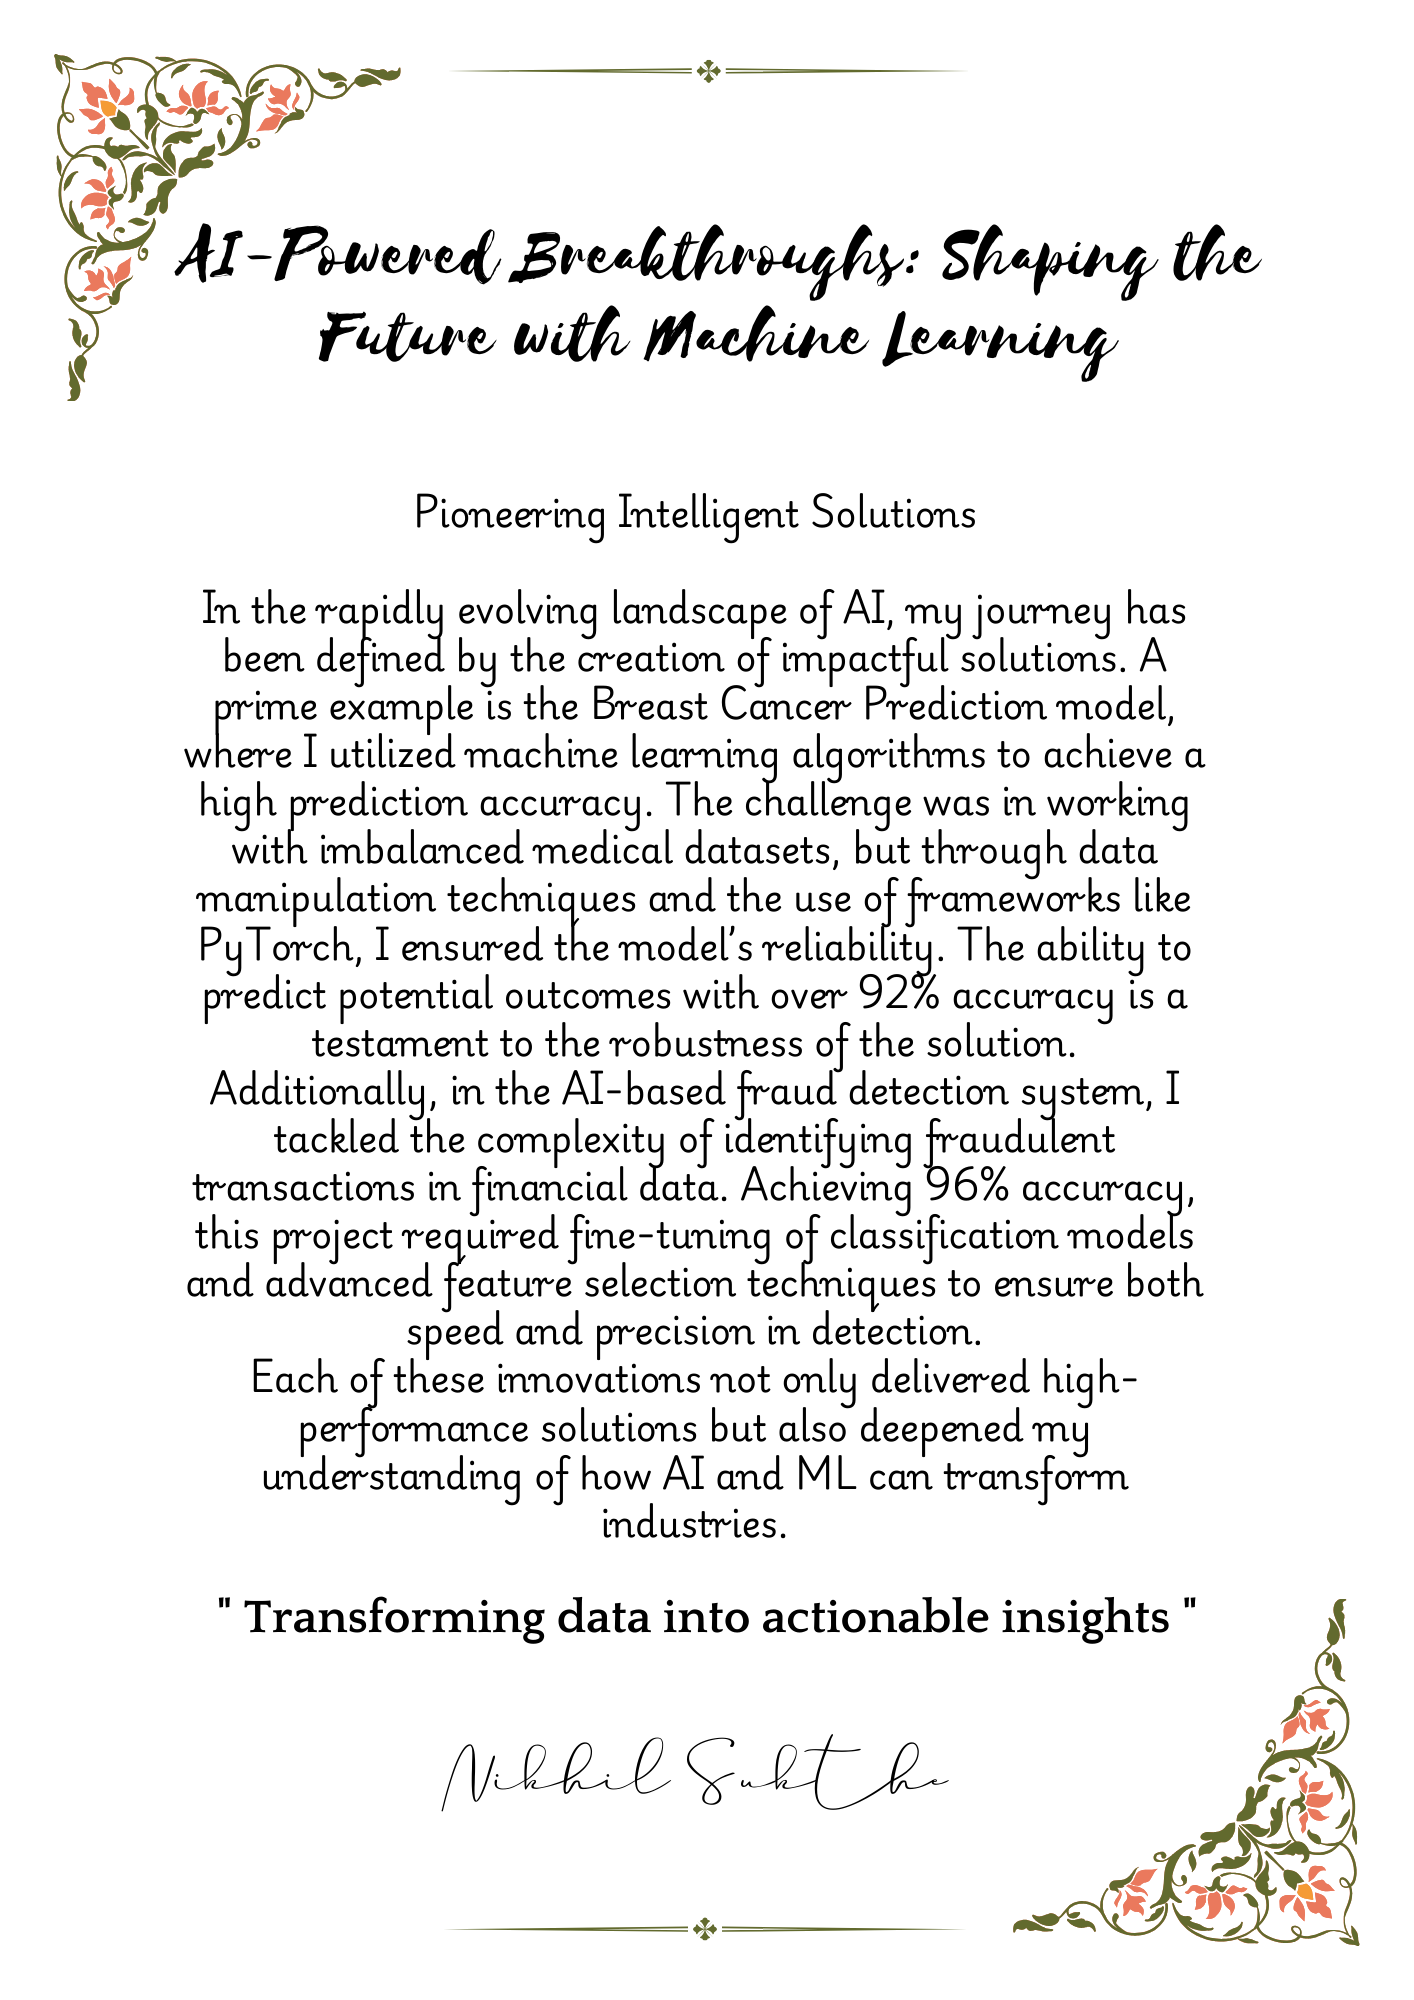 AI-Powered Breakthroughs: Shaping the
Future with Machine Learning
Pioneering Intelligent Solutions
In the rapidly evolving landscape of AI, my journey has
been defined by the creation of impactful solutions. A
prime example is the Breast Cancer Prediction model,
where I utilized machine learning algorithms to achieve a
high prediction accuracy. The challenge was in working
with imbalanced medical datasets, but through data
manipulation techniques and the use of frameworks like
PyTorch, I ensured the model’s reliability. The ability to
predict potential outcomes with over 92% accuracy is a
testament to the robustness of the solution.
Additionally, in the AI-based fraud detection system, I
tackled the complexity of identifying fraudulent
transactions in financial data. Achieving 96% accuracy,
this project required fine-tuning of classification models
and advanced feature selection techniques to ensure both
speed and precision in detection.
Each of these innovations not only delivered high-
performance solutions but also deepened my
understanding of how AI and ML can transform
industries.
" Transforming data into actionable insights "
Nikhil Sukthe